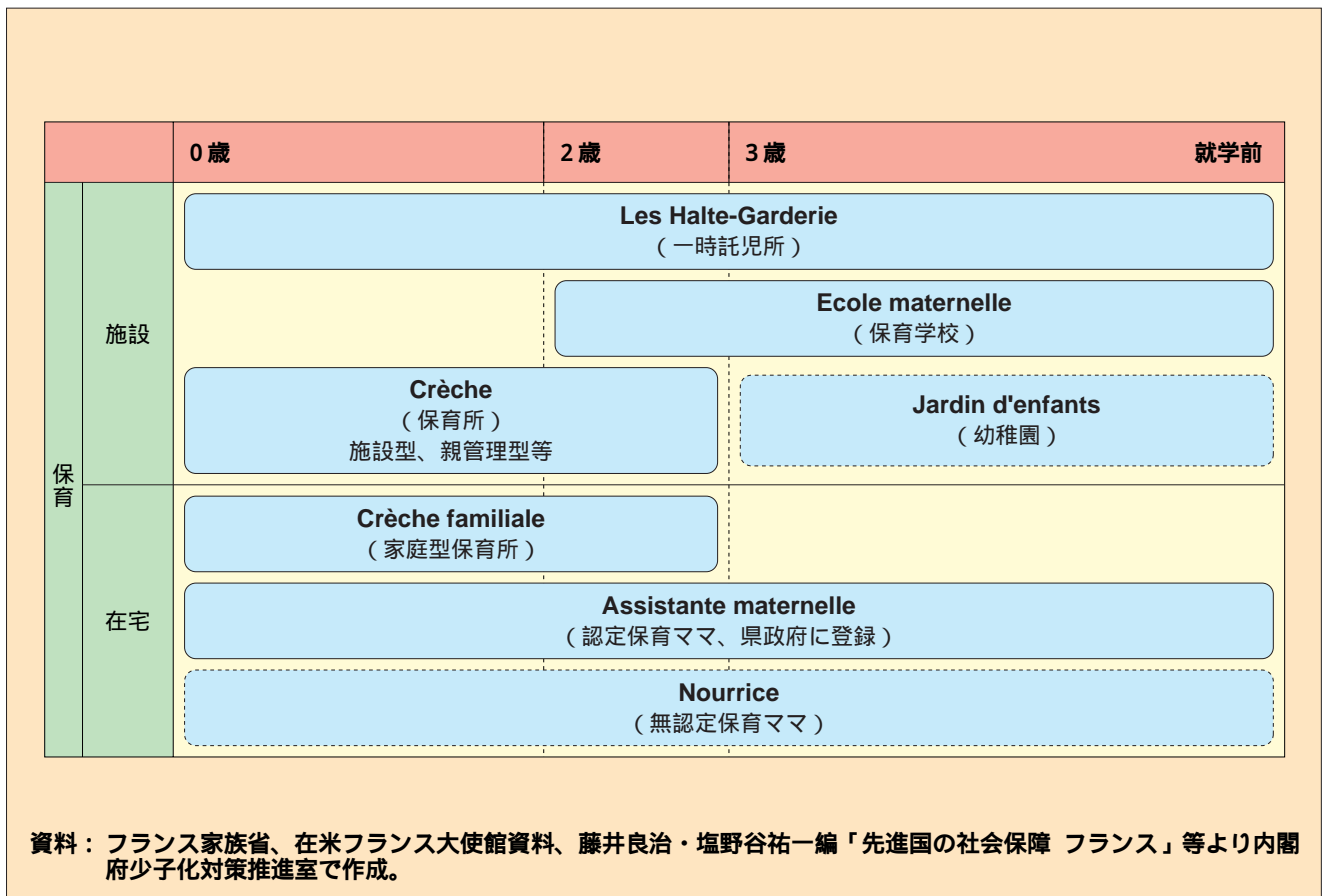 0歳 2歳 3歳 就学前
保育
施設
Les Halte-Garderie
（一時託児所）
Ecole maternelle
（保育学校）
Crèche
（保育所）
施設型、親管理型等
Jardin d'enfants
（幼稚園）
在宅
Crèche familiale
（家庭型保育所）
Assistante maternelle
（認定保育ママ、県政府に登録）
Nourrice
（無認定保育ママ）
資料：フランス家族省、在米フランス大使館資料、藤井良治・塩野谷祐一編「先進国の社会保障 フランス」等より内閣
府少子化対策推進室で作成。